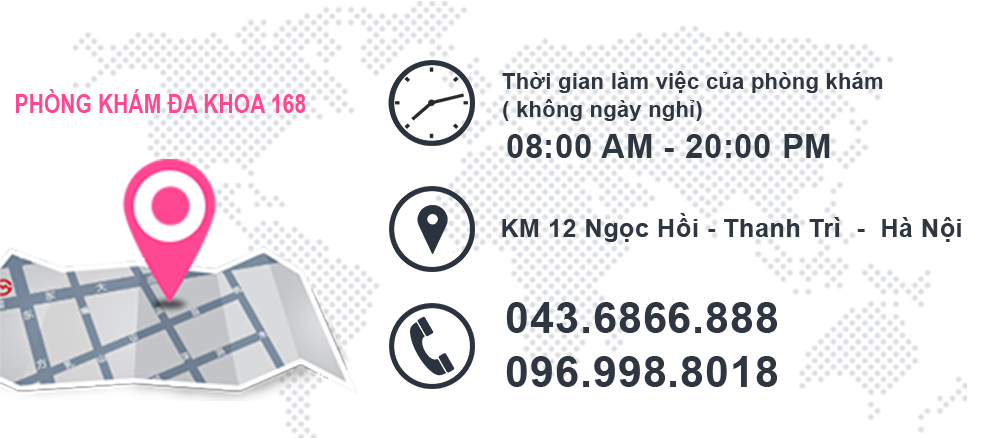 PHÒNG KHÁM ĐA KHOA 168
Thời gian làm việc của phòng khám
( không ngày nghỉ)
08:00 AM - 20:00 PM
KM 12 Ngọc Hồi - Thanh Trì - Hà Nội
043.6866.888
096.998.8018